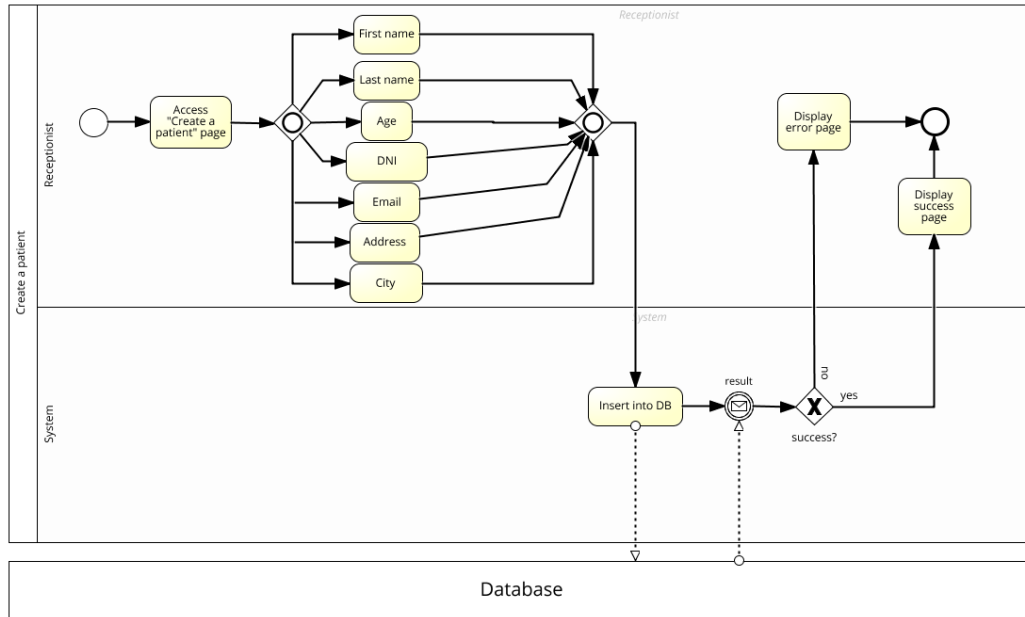 Create a patient
Receptionist
Receptionist
Access
"Create a
patient" page
First name
Last name
Age
DNI
Email
Address
City
Display
error page
Display
success
page
System
System
Insert into DB
result
no
yes
success?
Database